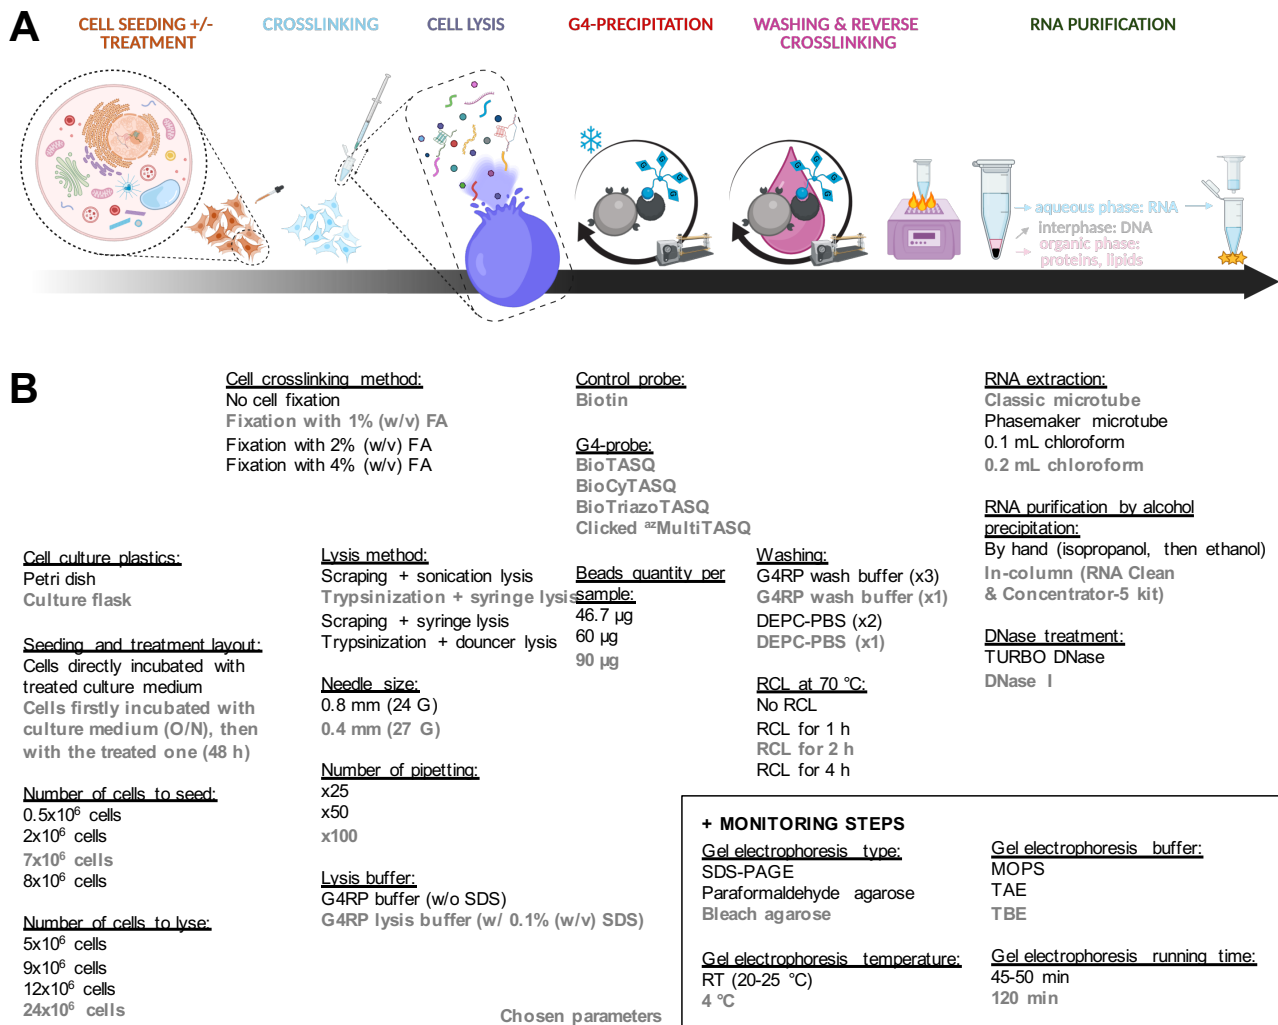 A
CELL SEEDING +/-
TREATMENT
CROSSLINKING
CELL LYSIS
G4-PRECIPITATION
WASHING & REVERSE
CROSSLINKING
RNA PURIFICATION
G
G
G
G
G
G
G
G
aqueous phase: RNA
interphase: DNA
organic phase:
proteins, lipids
B
Cell crosslinking method:
No cell fixation
Fixation with 1% (w/v) FA
Fixation with 2% (w/v) FA
Fixation with 4% (w/v) FA
Cell culture plastics:
Petri dish
Culture flask
Seeding and treatment layout:
Cells directly incubated with
treated culture medium
Cells firstly incubated with
culture medium (O/N), then
with the treated one (48 h)
Number of cells to seed:
0.5x10⁶ cells
2x10⁶ cells
7x10⁶ cells
8x10⁶ cells
Number of cells to lyse:
5x10⁶ cells
9x10⁶ cells
12x10⁶ cells
24x10⁶ cells
Lysis method:
Scraping + sonication lysis
Trypsinization + syringe lysis
Scraping + syringe lysis
Trypsinization + douncer lysis
Needle size:
0.8 mm (24 G)
0.4 mm (27 G)
Number of pipetting:
x25
x50
x100
Lysis buffer:
G4RP buffer (w/o SDS)
G4RP lysis buffer (w/ 0.1% (w/v) SDS)
Control probe:
Biotin
G4-probe:
BioTASQ
BioCyTASQ
BioTriazoTASQ
Clicked ᵃᶻMultiTASQ
Beads quantity per
sample:
46.7 µg
60 µg
90 µg
Washing:
G4RP wash buffer (x3)
G4RP wash buffer (x1)
DEPC-PBS (x2)
DEPC-PBS (x1)
RCL at 70 °C:
No RCL
RCL for 1 h
RCL for 2 h
RCL for 4 h
RNA extraction:
Classic microtube
Phasemaker microtube
0.1 mL chloroform
0.2 mL chloroform
RNA purification by alcohol
precipitation:
By hand (isopropanol, then ethanol)
In-column (RNA Clean
& Concentrator-5 kit)
DNase treatment:
TURBO DNase
DNase I
+ MONITORING STEPS
Gel electrophoresis type:
SDS-PAGE
Paraformaldehyde agarose
Bleach agarose
Gel electrophoresis buffer:
MOPS
TAE
TBE
Gel electrophoresis temperature:
RT (20-25 °C)
4 °C
Gel electrophoresis running time:
45-50 min
120 min
Chosen parameters